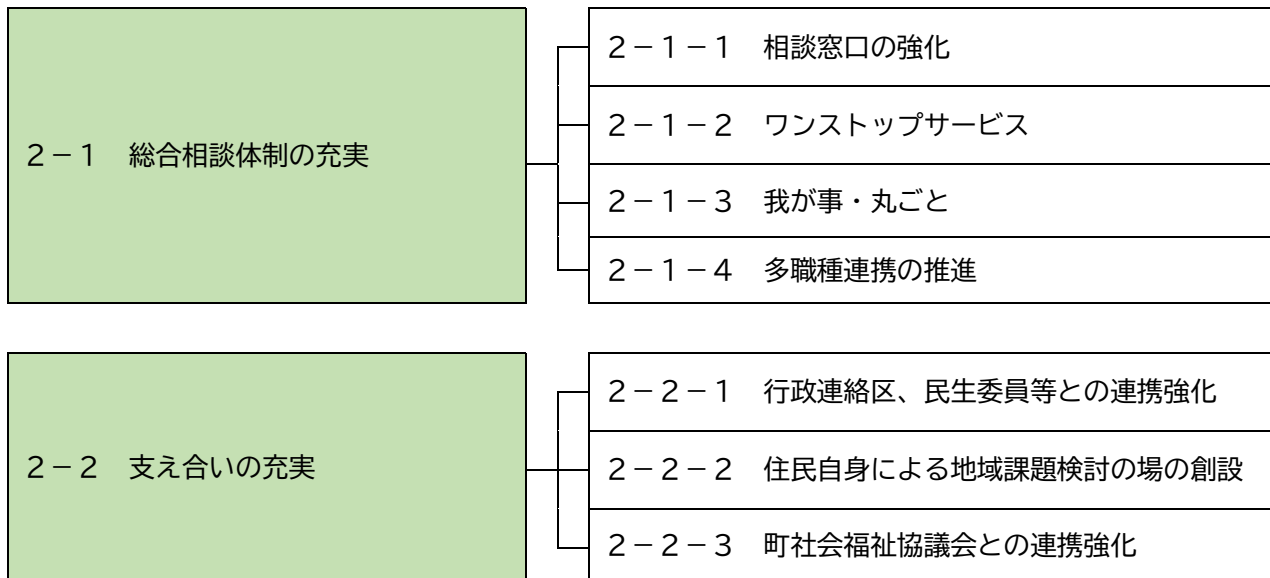 2－1　総合相談体制の充実
2－1－1　相談窓口の強化
2－1－2　ワンストップサービス
2－1－3　我が事・丸ごと
2－1－4　多職種連携の推進
2－2　支え合いの充実
2－2－1　行政連絡区、民生委員等との連携強化
2－2－2　住民自身による地域課題検討の場の創設
2－2－3　町社会福祉協議会との連携強化